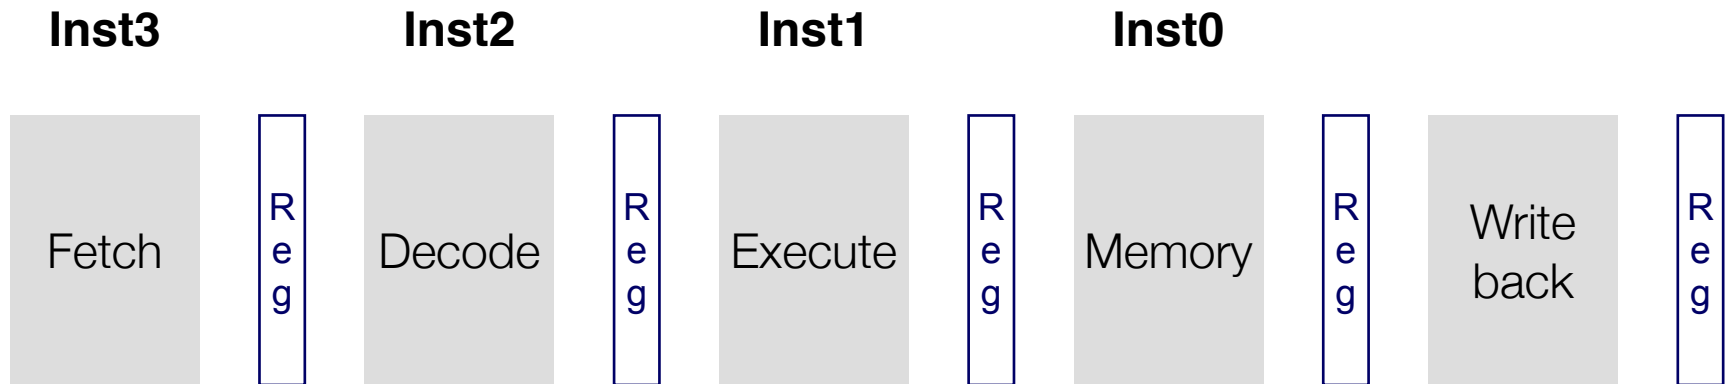 Inst3 Inst2 Inst1 Inst0
Fetch
R
e
g
Decode
R
e
g
Execute
R
e
g
Memory
R
e
g
Write
back
R
e
g